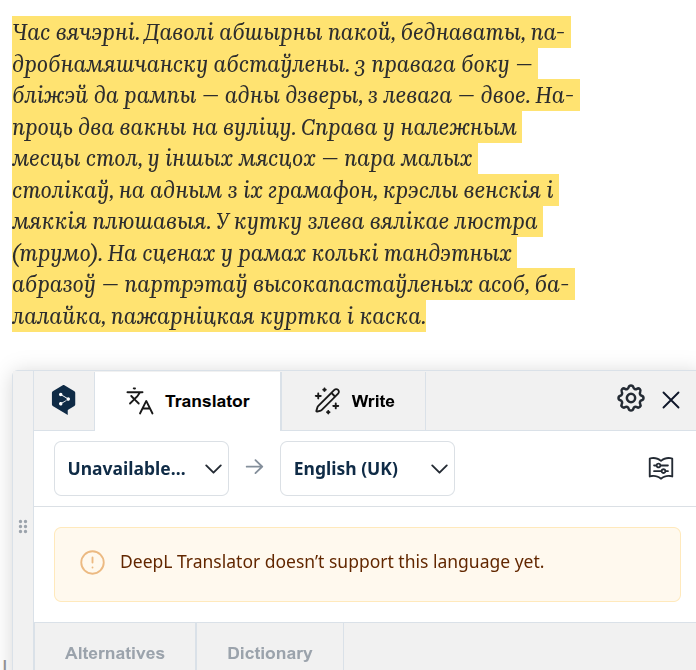 Час вячэрні. Даволі абшырны пакой, беднаваты, па-
дробнамяшчанску абстаўлены. З правага боку —
бліжэй да рампы — адны дзверы, з левага — двое. На-
проць два вакны на вуліцу. Справа у належным
месцы стол, у іншых мясцох — пара малых
столікаў, на адным з іх грамафон, крэслы венскія і
мяккія плюшавыя. У кутку злева вялікае люстра
(трумо). На сценах у рамах колькі тандэтных
абразоў — партрэтаў высокапастаўленых асоб, ба-
лалайка, пажарніцкая куртка і каска.
Translator
Write
Unavailable...
English (UK)
DeepL Translator doesn’t support this language yet.
Alternatives
Dictionary